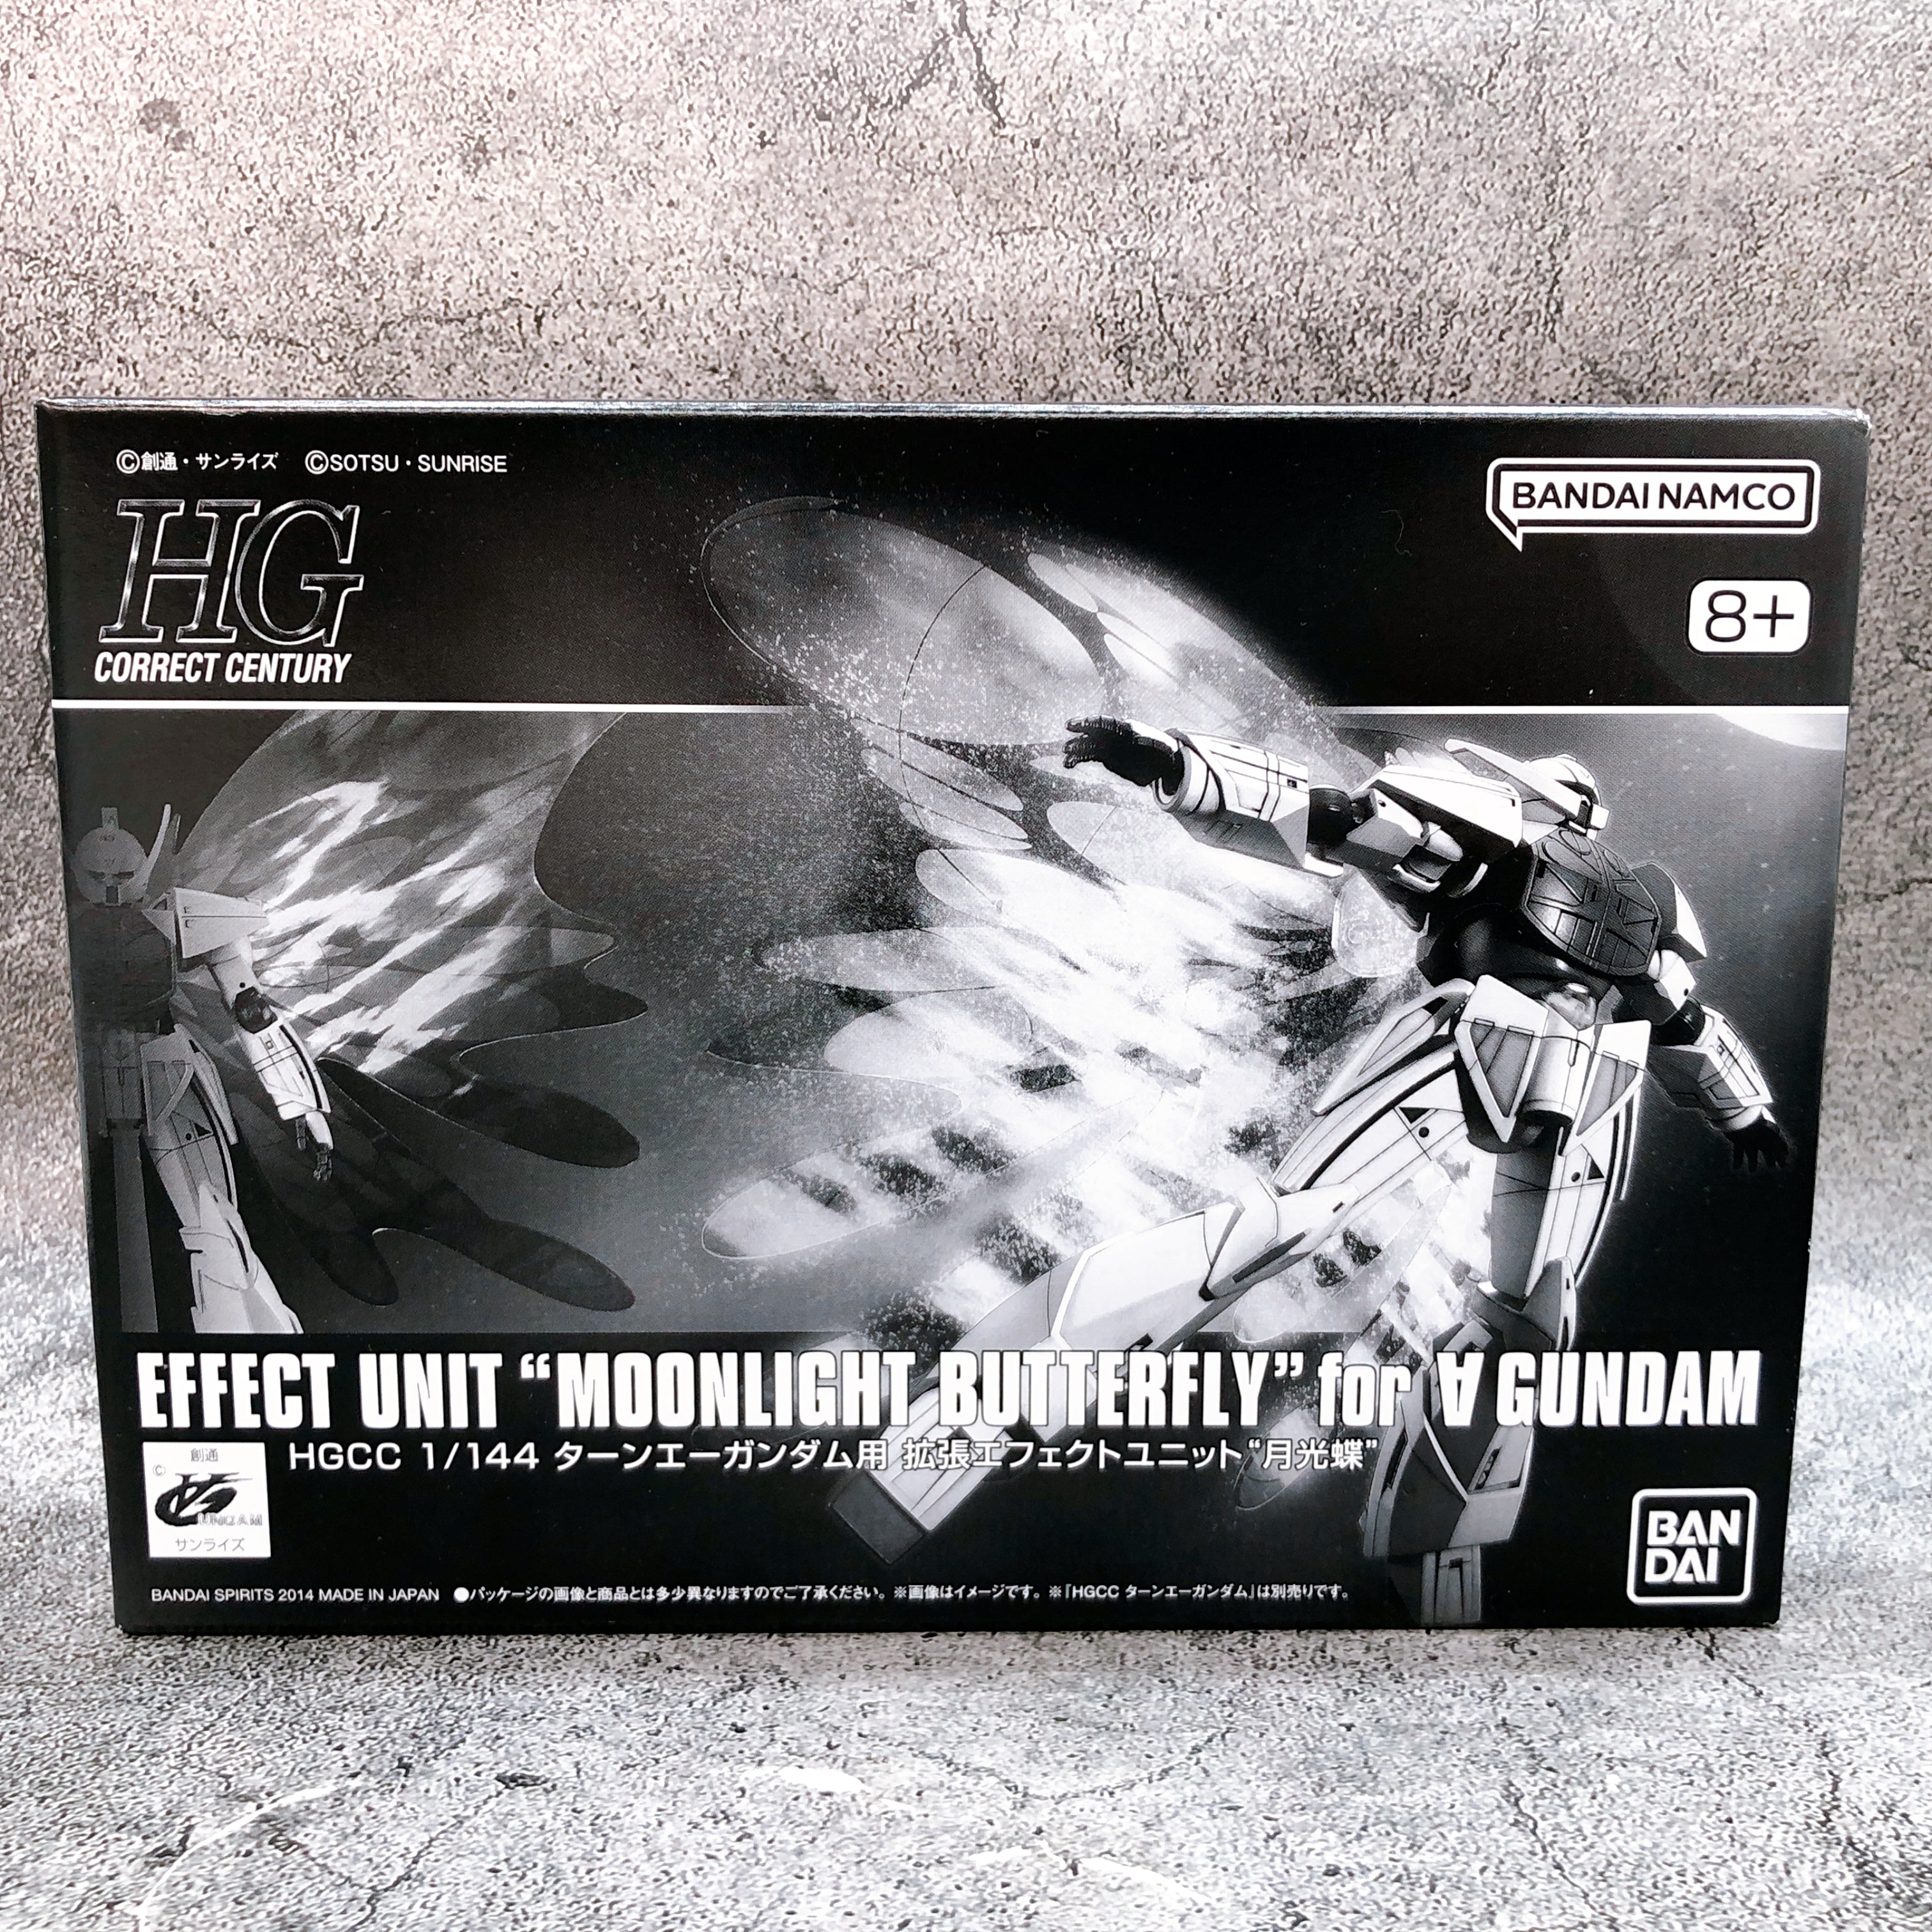 ©創通・サンライズ ©SOTSU・SUNRISE
BANDAI NAMCO
HG
CORRECT CENTURY
8+
EFFECT UNIT “MOONLIGHT BUTTERFLY” for ∀ GUNDAM
HGCC 1/144 ターンエーガンダム用 拡張エフェクトユニット“月光蝶”
創通
©
GUNDAM
サンライズ
BAN
DAI
BANDAI SPIRITS 2014 MADE IN JAPAN ●パッケージの画像と商品とは多少異なりますのでご了承ください。※画像はイメージです。※「HGCC ターンエーガンダム」は別売りです。